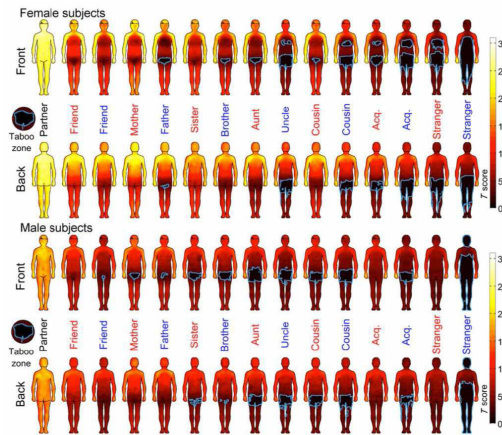 Female subjects
Front
Taboo zone
Partner
Friend
Friend
Mother
Father
Sister
Brother
Aunt
Uncle
Cousin
Cousin
Acq.
Acq.
Stranger
Stranger
Back
T score
Male subjects
Front
Taboo zone
Partner
Friend
Friend
Mother
Father
Sister
Brother
Aunt
Uncle
Cousin
Cousin
Acq.
Acq.
Stranger
Stranger
Back
T score